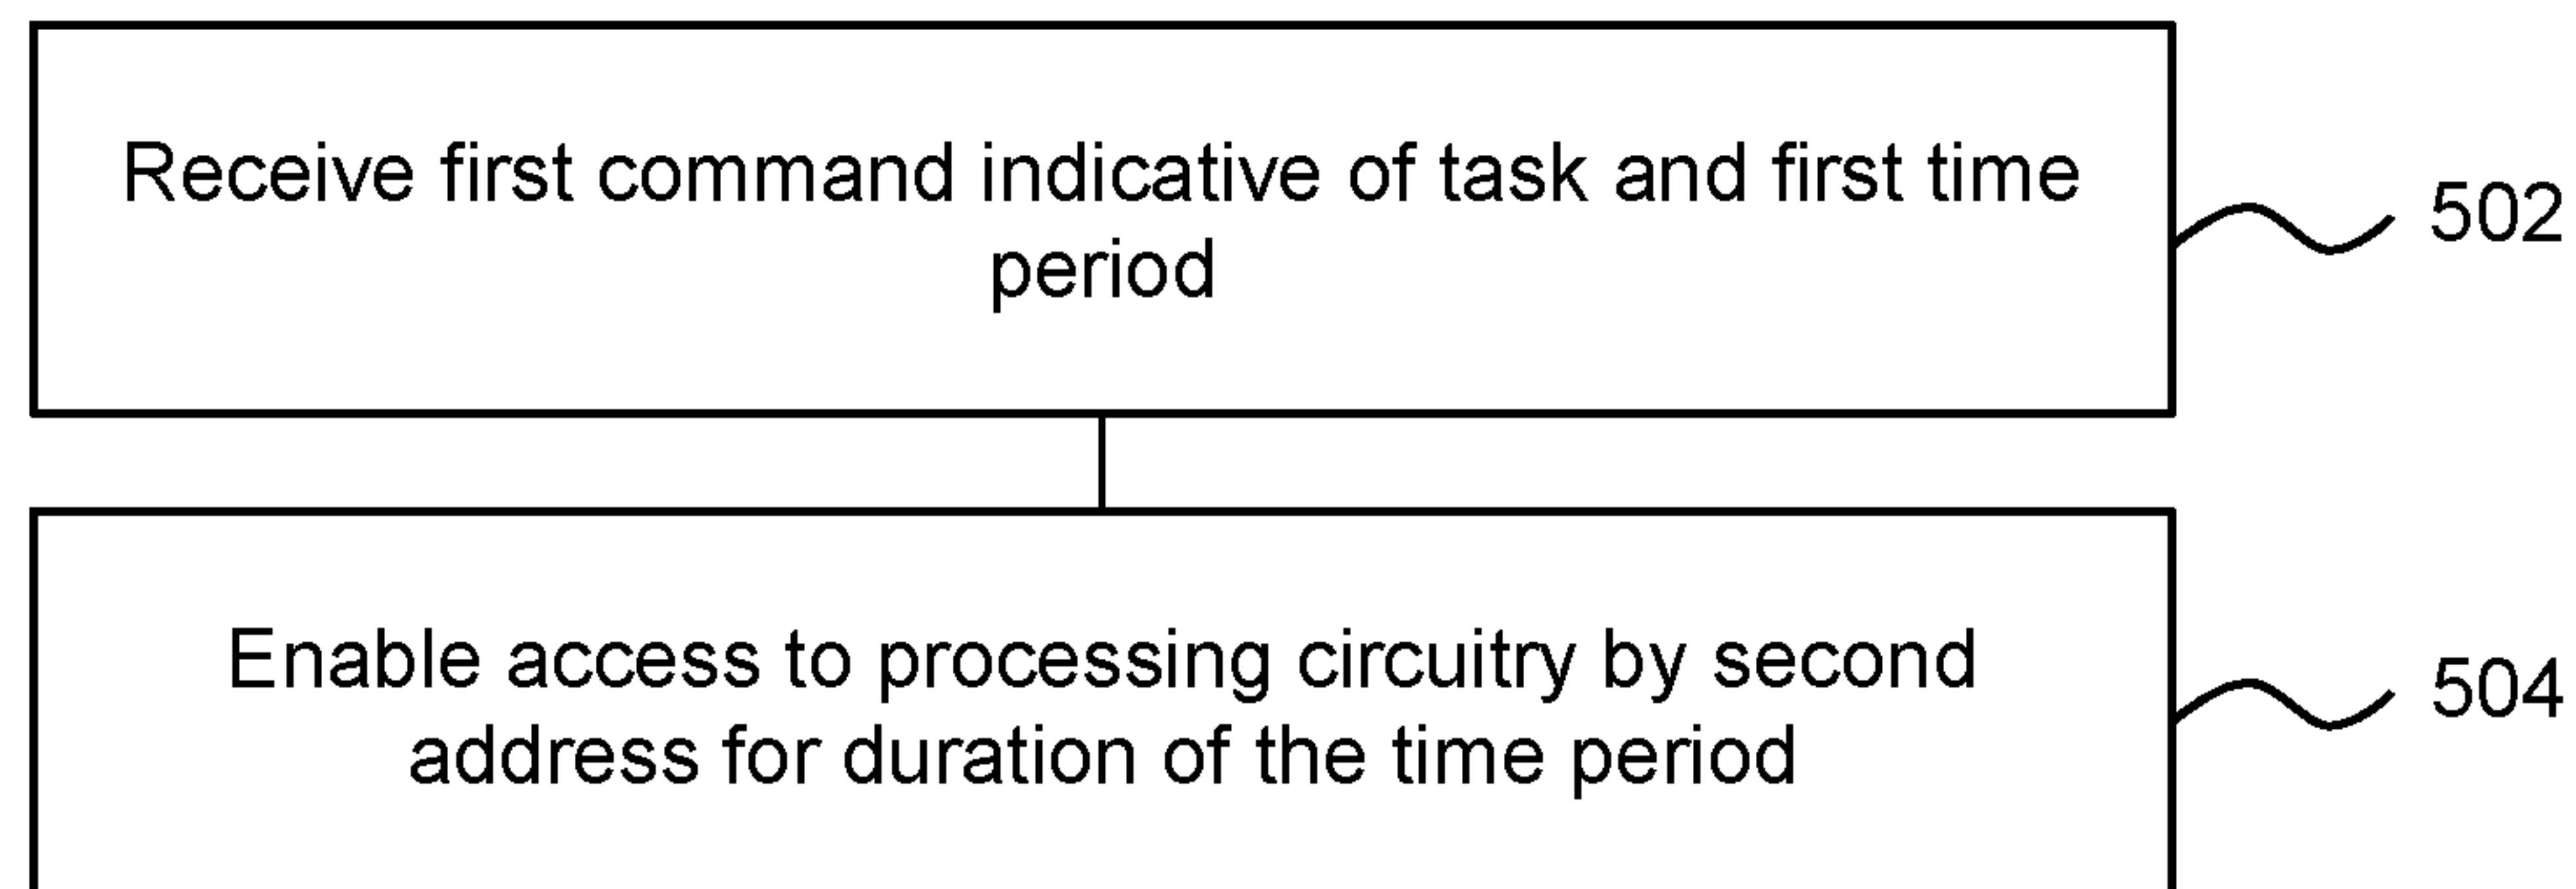 Receive first command indicative of task and first time
period
502
Enable access to processing circuitry by second
address for duration of the time period
504